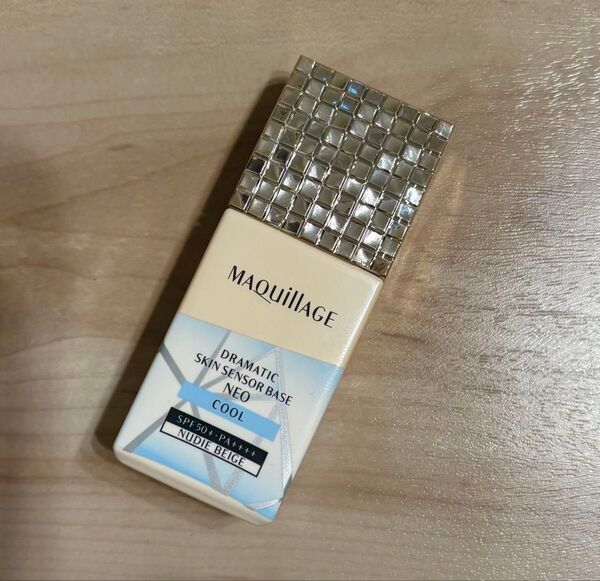 MAQuillAGE
DRAMATIC
SKIN SENSOR BASE
NEO
COOL
SPF50+・PA++++
NUDIE BEIGE